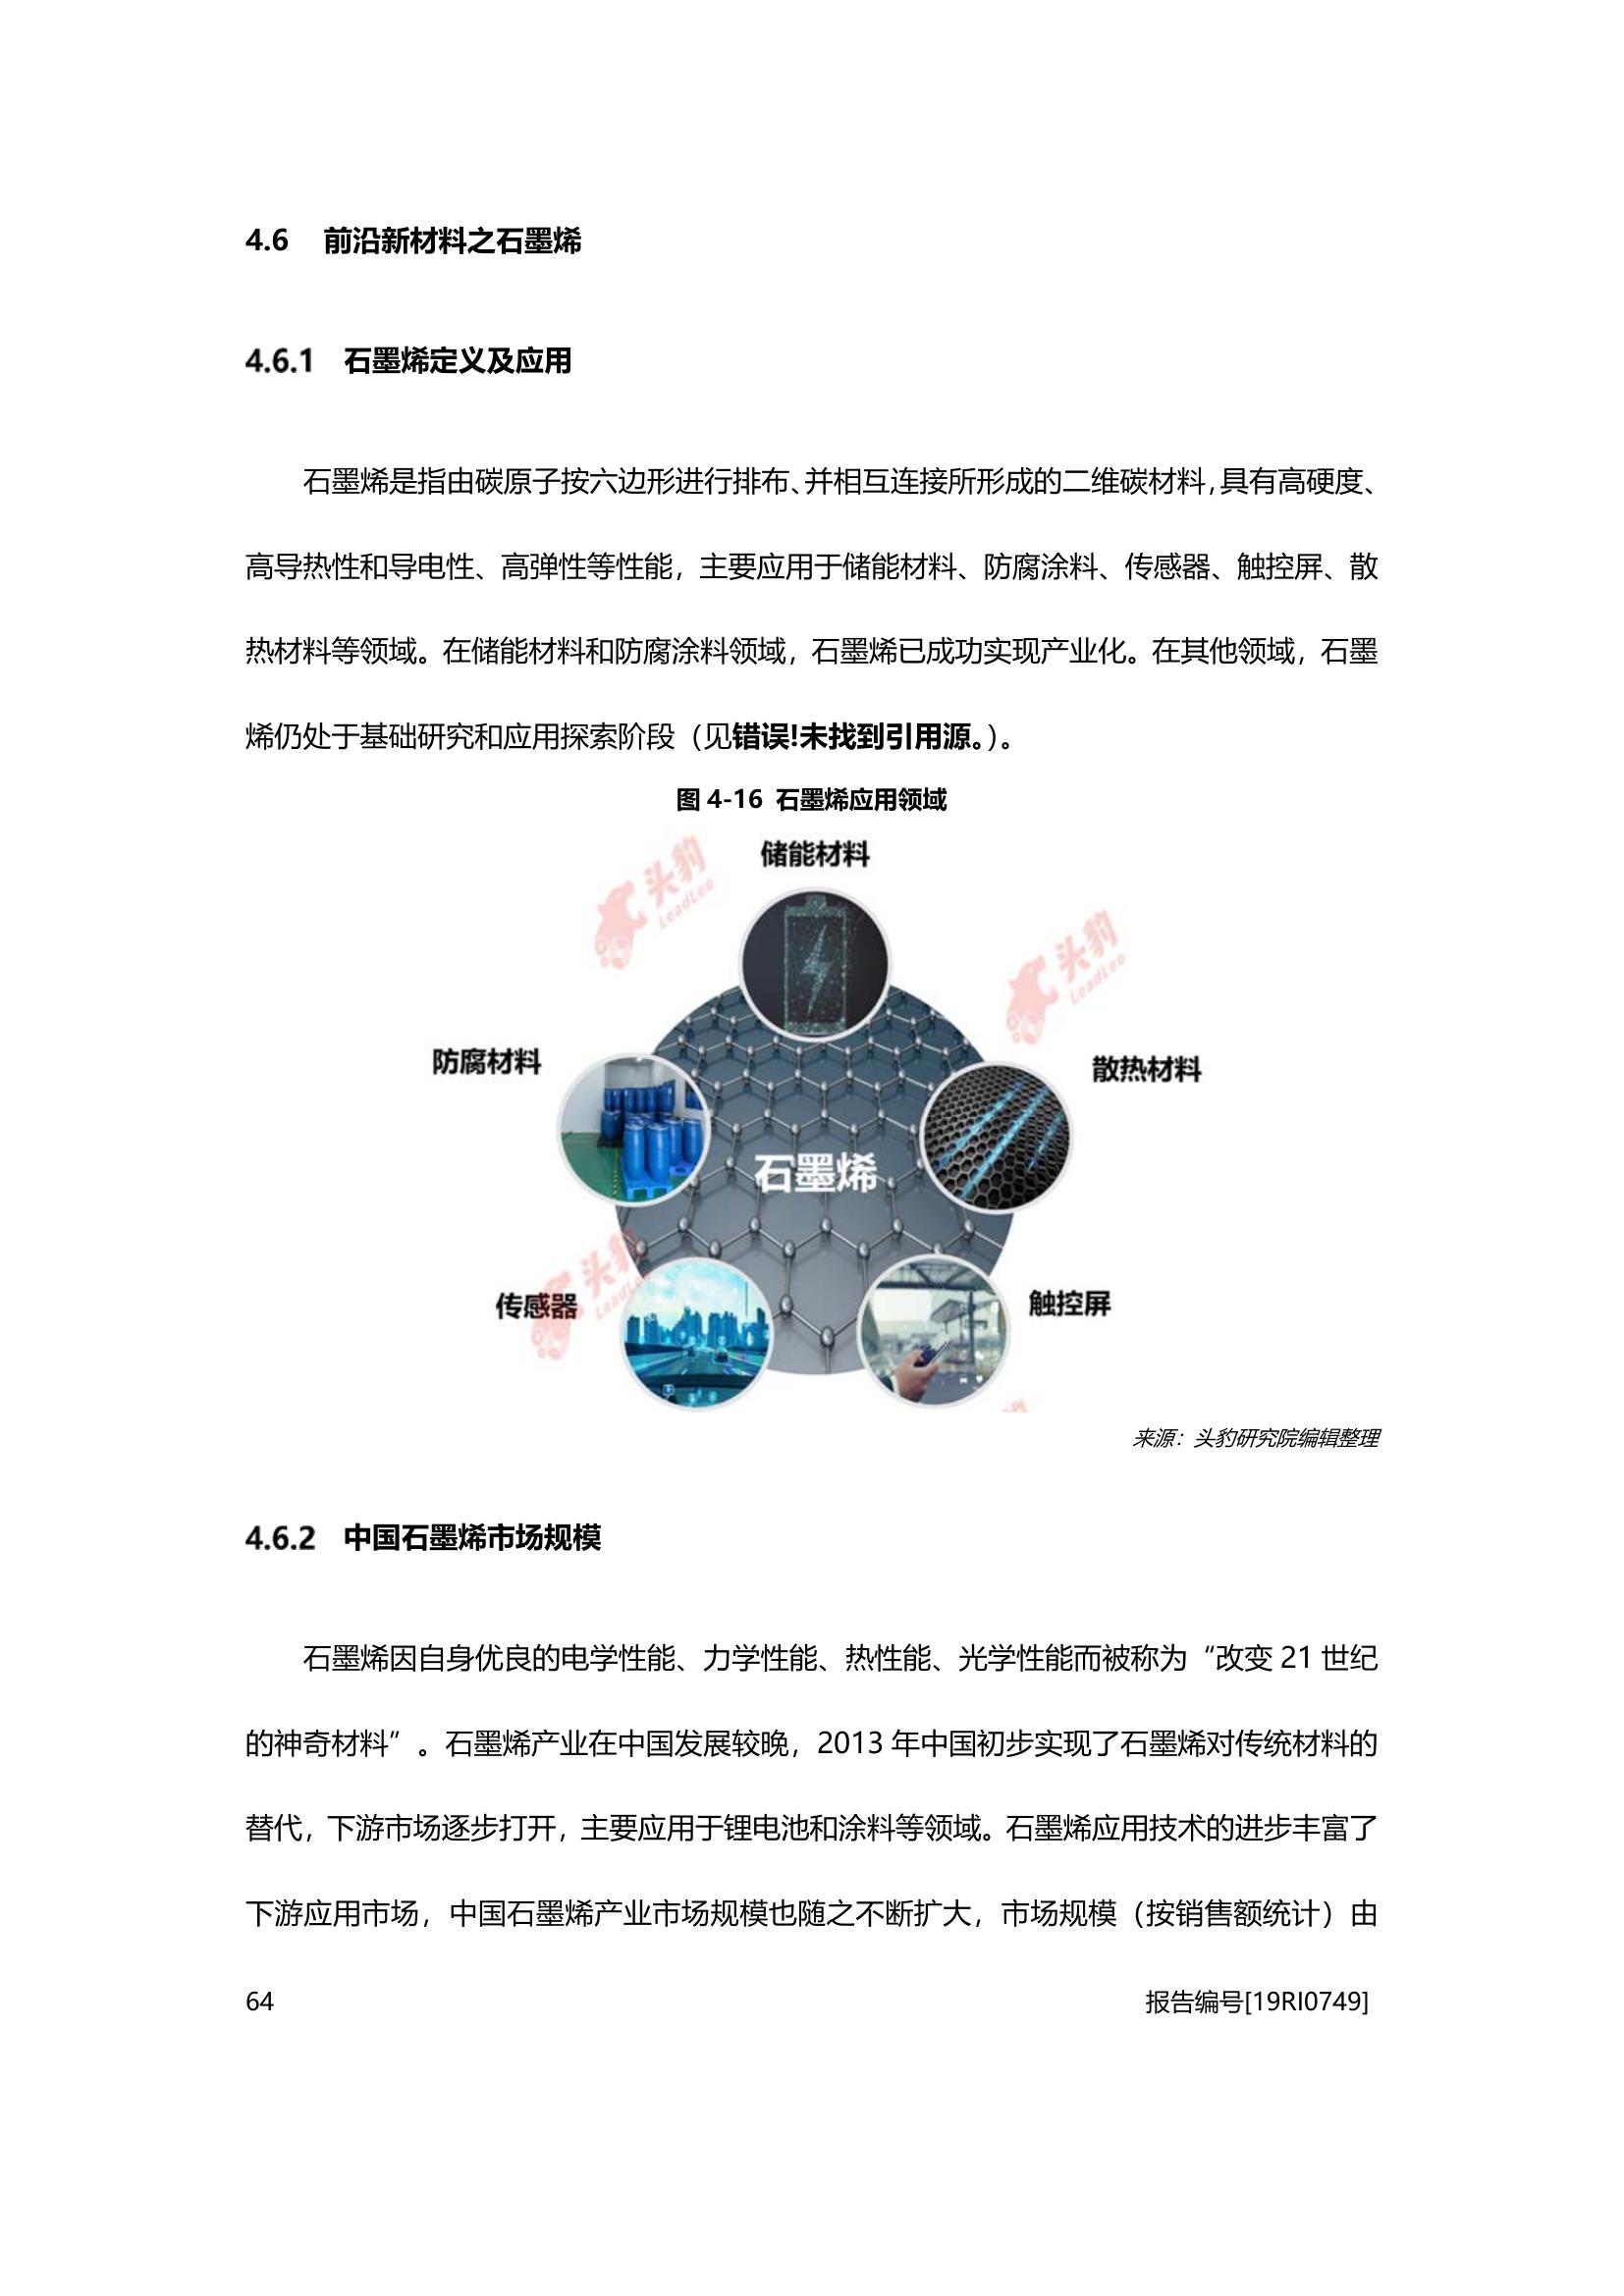 4.6 前沿新材料之石墨烯
4.6.1 石墨烯定义及应用
石墨烯是指由碳原子按六边形进行排布、并相互连接所形成的二维碳材料，具有高硬度、
高导热性和导电性、高弹性等性能，主要应用于储能材料、防腐涂料、传感器、触控屏、散
热材料等领域。在储能材料和防腐涂料领域，石墨烯已成功实现产业化。在其他领域，石墨
烯仍处于基础研究和应用探索阶段（见错误!未找到引用源。）。
图 4-16 石墨烯应用领域
储能材料
头豹
LeadLeo
头豹
LeadLeo
防腐材料
散热材料
石墨烯
头豹
LeadLeo
传感器
触控屏
来源：头豹研究院编辑整理
4.6.2 中国石墨烯市场规模
石墨烯因自身优良的电学性能、力学性能、热性能、光学性能而被称为“改变 21 世纪
的神奇材料”。石墨烯产业在中国发展较晚，2013 年中国初步实现了石墨烯对传统材料的
替代，下游市场逐步打开，主要应用于锂电池和涂料等领域。石墨烯应用技术的进步丰富了
下游应用市场，中国石墨烯产业市场规模也随之不断扩大，市场规模（按销售额统计）由
64
报告编号[19RI0749]